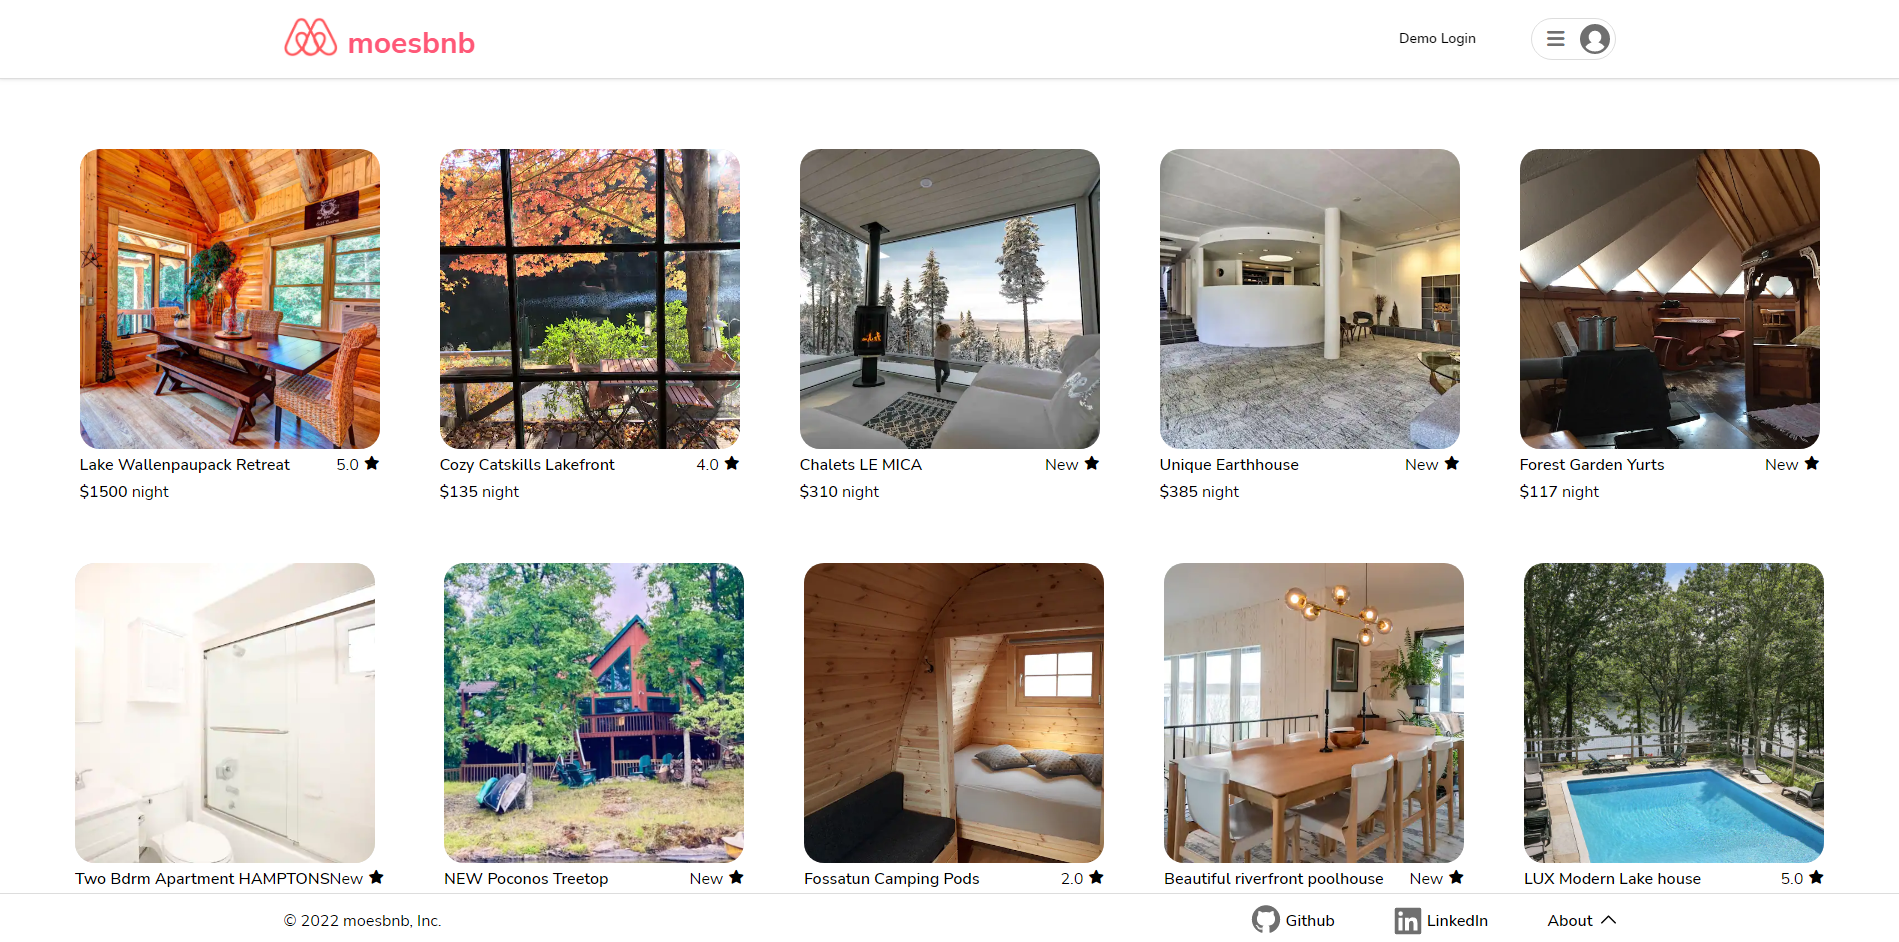 moesbnb
Demo Login
Lake Wallenpaupack Retreat 5.0
$1500 night
Cozy Catskills Lakefront 4.0
$135 night
Chalets LE MICA New
$310 night
Unique Earthhouse New
$385 night
Forest Garden Yurts New
$117 night
Two Bdrm Apartment HAMPTONSNew
NEW Poconos Treetop New
Fossatun Camping Pods 2.0
Beautiful riverfront poolhouse New
LUX Modern Lake house 5.0
© 2022 moesbnb, Inc.
Github
LinkedIn
About